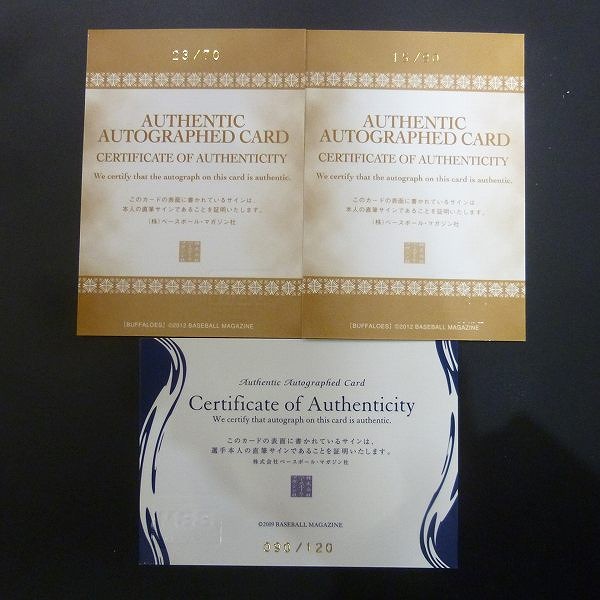 23/70
AUTHENTIC
AUTOGRAPHED CARD
CERTIFICATE OF AUTHENTICITY
We certify that the autograph on this card is authentic.
このカードの表面に書かれているサインは、
本人の直筆サインであることを証明いたします。
(株)ベースボール・マガジン社
[BUFFALOES] ©2012 BASEBALL MAGAZINE
AUTHENTIC
AUTOGRAPHED CARD
CERTIFICATE OF AUTHENTICITY
We certify that the autograph on this card is authentic.
このカードの表面に書かれているサインは、
本人の直筆サインであることを証明いたします。
(株)ベースボール・マガジン社
[BUFFALOES] ©2012 BASEBALL MAGAZINE
Authentic Autographed Card
Certificate of Authenticity
We certify that autograph on this card is authentic.
このカードの表面に書かれているサインは、
選手本人の直筆サインであることを証明いたします。
株式会社ベースボール・マガジン社
©2009 BASEBALL MAGAZINE
090/120